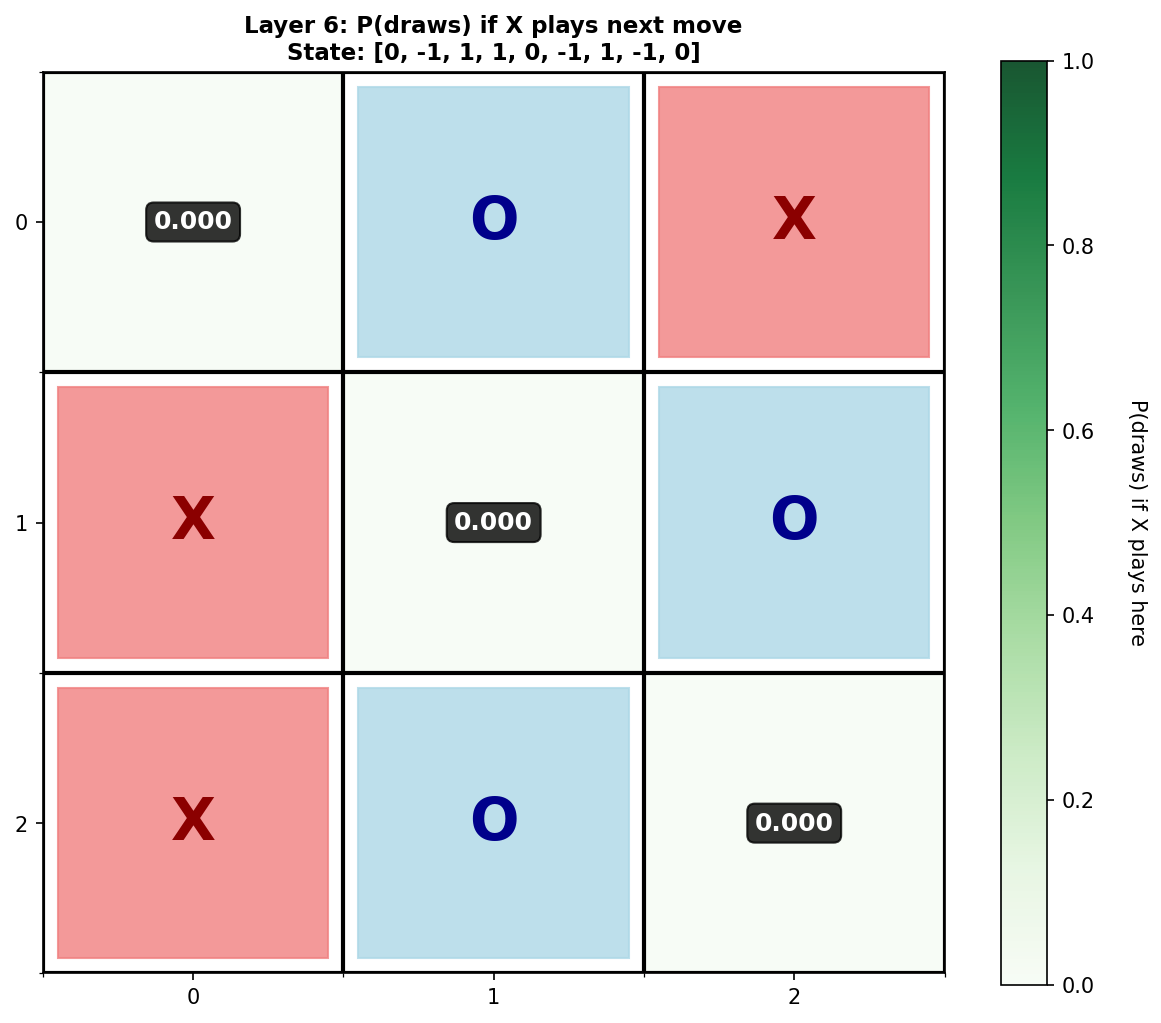 Layer 6: P(draws) if X plays next move
State: [0, -1, 1, 1, 0, -1, 1, -1, 0]
0.000
O
X
X
0.000
O
X
O
0.000
0
1
2
0
1
2
1.0
0.8
0.6
0.4
0.2
0.0
P(draws) if X plays here